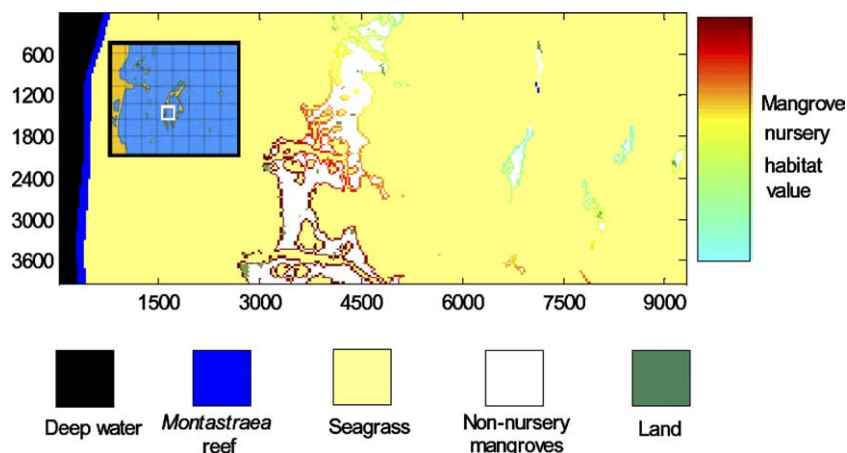 600
1200
1800
2400
3000
3600
1500
3000
4500
6000
7500
9000
Mangrove
nursery
habitat
value
Deep water
Montastraea
reef
Seagrass
Non-nursery
mangroves
Land